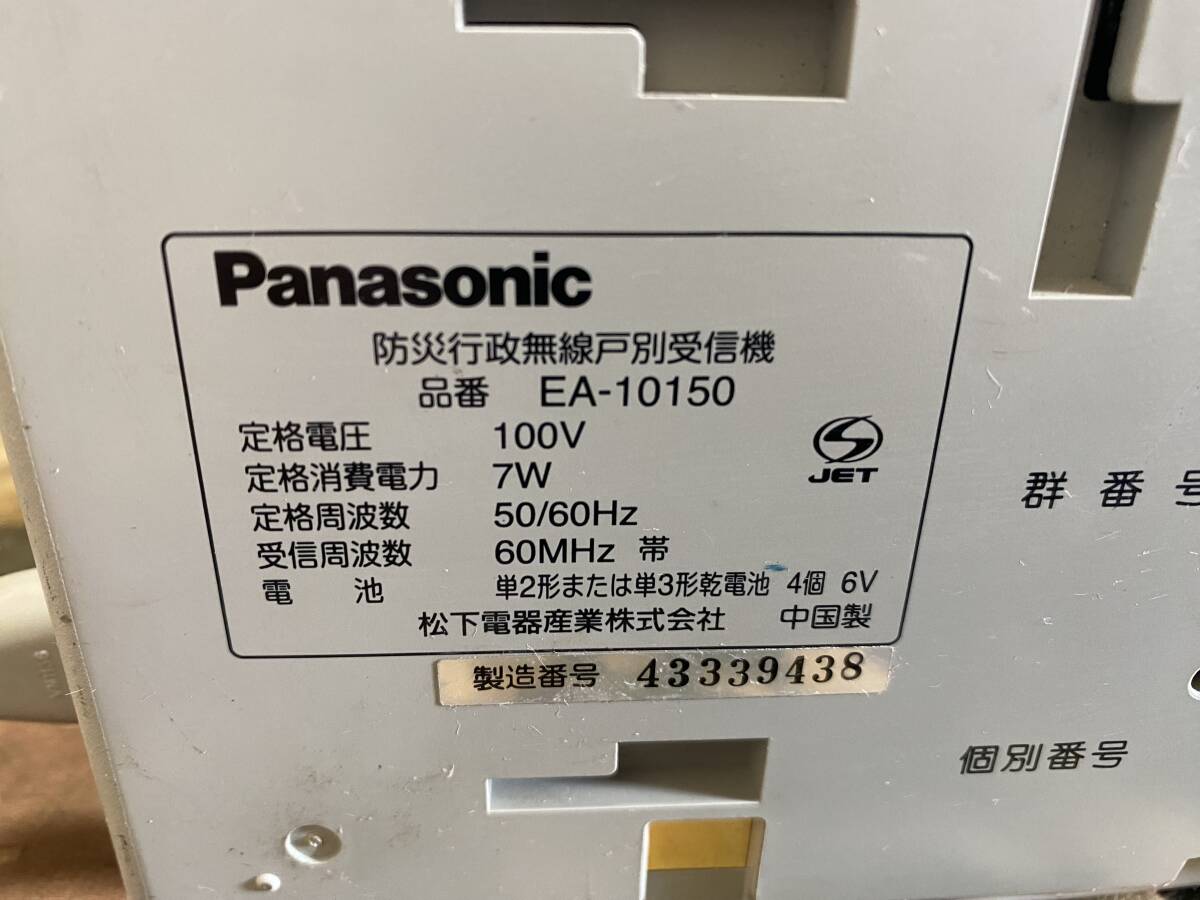 Panasonic
防災行政無線戸別受信機
品番 EA-10150
定格電圧 100V
定格消費電力 7W
定格周波数 50/60Hz
受信周波数 60MHz 帯
電池 単2形または単3形乾電池 4個 6V
松下電器産業株式会社 中国製
JET
製造番号 43339438
群番号
個別番号